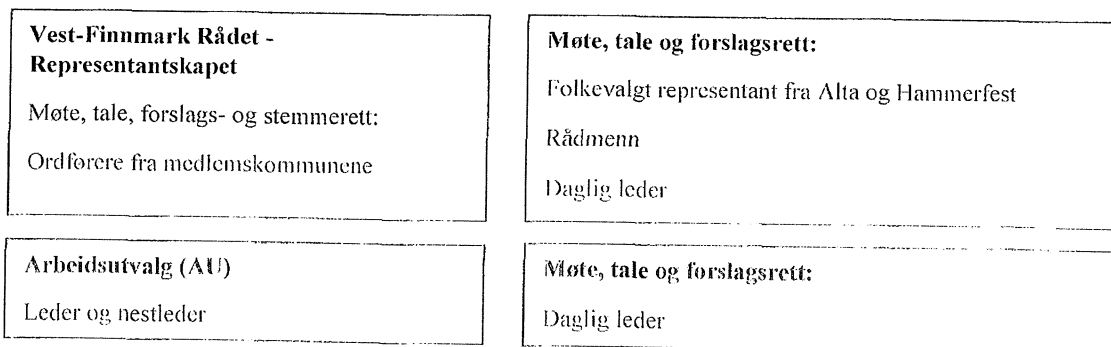 Vest-Finnmark Rådet -
Representantskapet
Møte, tale, forslags- og stemmerett:
Ordførere fra medlemskommunene
Møte, tale og forslagsrett:
Folkevalgt representant fra Alta og Hammerfest
Rådmenn
Daglig leder
Arbeidsutvalg (AU)
Leder og nestleder
Møte, tale og forslagsrett:
Daglig leder